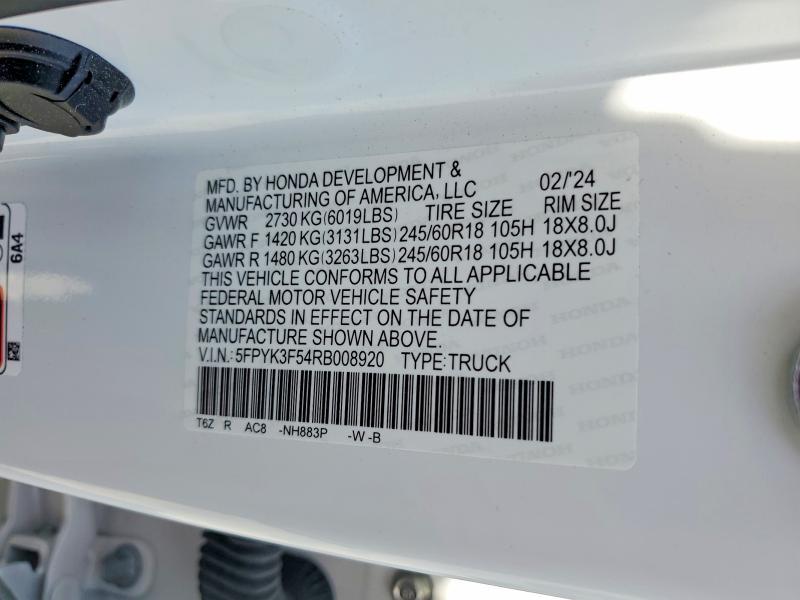 MFD. BY HONDA DEVELOPMENT &
MANUFACTURING OF AMERICA, LLC 02/'24
GVWR 2730 KG(6019LBS) TIRE SIZE RIM SIZE
GAWR F 1420 KG(3131LBS) 245/60R18 105H 18X8.0J
GAWR R 1480 KG(3263LBS) 245/60R18 105H 18X8.0J
THIS VEHICLE CONFORMS TO ALL APPLICABLE
FEDERAL MOTOR VEHICLE SAFETY
STANDARDS IN EFFECT ON THE DATE OF
MANUFACTURE SHOWN ABOVE.
V.I.N.: 5FPYK3F54RB008920 TYPE:TRUCK
T6Z R AC8 -NH883P -W -B
6A4